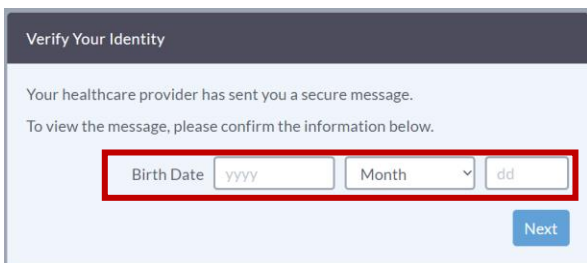 Verify Your Identity
Your healthcare provider has sent you a secure message.
To view the message, please confirm the information below.
Birth Date yyyy Month dd
Next